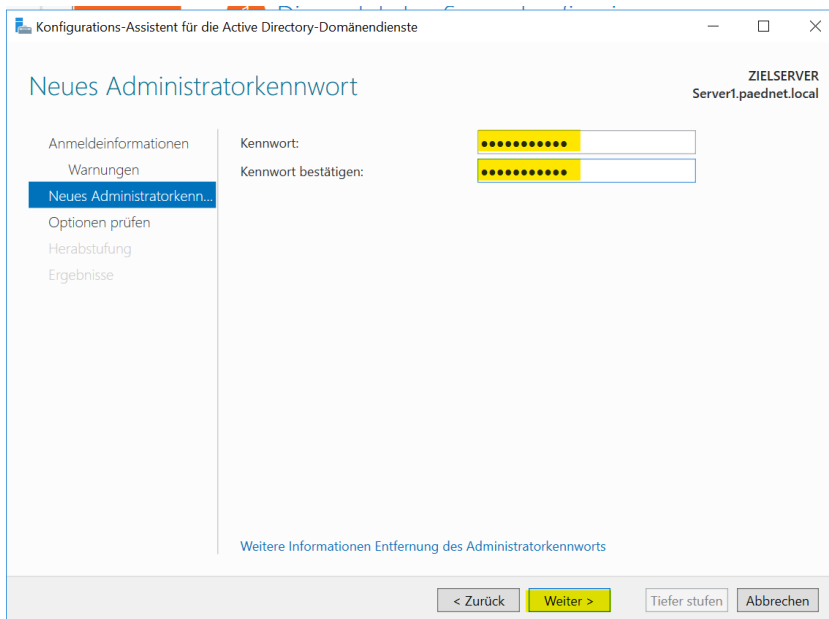 Konfigurations-Assistent für die Active Directory-Domänendienste
Neues Administratorkennwort
ZIELSERVER
Server1.paednet.local
Anmeldeinformationen
Warnungen
Neues Administratorkenn...
Optionen prüfen
Herabstufung
Ergebnisse
Kennwort:
●●●●●●●●●●●
Kennwort bestätigen:
●●●●●●●●●●●
Weitere Informationen Entfernung des Administratorkennworts
< Zurück
Weiter >
Tiefer stufen
Abbrechen